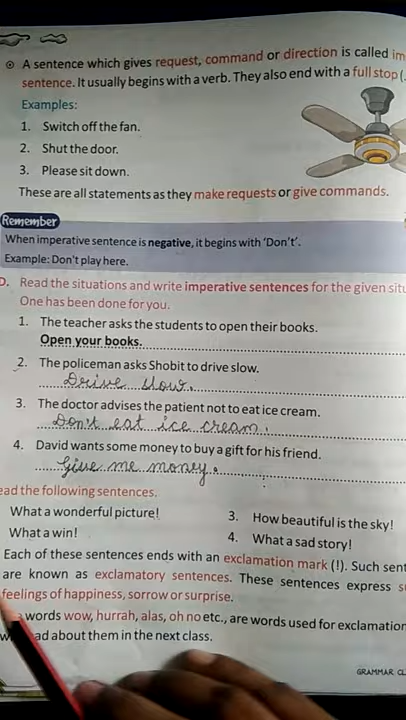 A sentence which gives request, command or direction is called im
sentence. It usually begins with a verb. They also end with a full stop (.
Examples:
1. Switch off the fan.
2. Shut the door.
3. Please sit down.
These are all statements as they make requests or give commands.
Remember
When imperative sentence is negative, it begins with 'Don't'.
Example: Don't play here.
D. Read the situations and write imperative sentences for the given situ
One has been done for you.
1. The teacher asks the students to open their books.
Open your books.
2. The policeman asks Shobit to drive slow.
Drive slow.
3. The doctor advises the patient not to eat ice cream.
Don't eat ice cream.
4. David wants some money to buy a gift for his friend.
Give me money.
ead the following sentences.
What a wonderful picture!
3. How beautiful is the sky!
What a win!
4. What a sad story!
Each of these sentences ends with an exclamation mark (!). Such sent
are known as exclamatory sentences. These sentences express s
feelings of happiness, sorrow or surprise.
words wow, hurrah, alas, oh no etc., are words used for exclamation
ad about them in the next class.
GRAMMAR CL